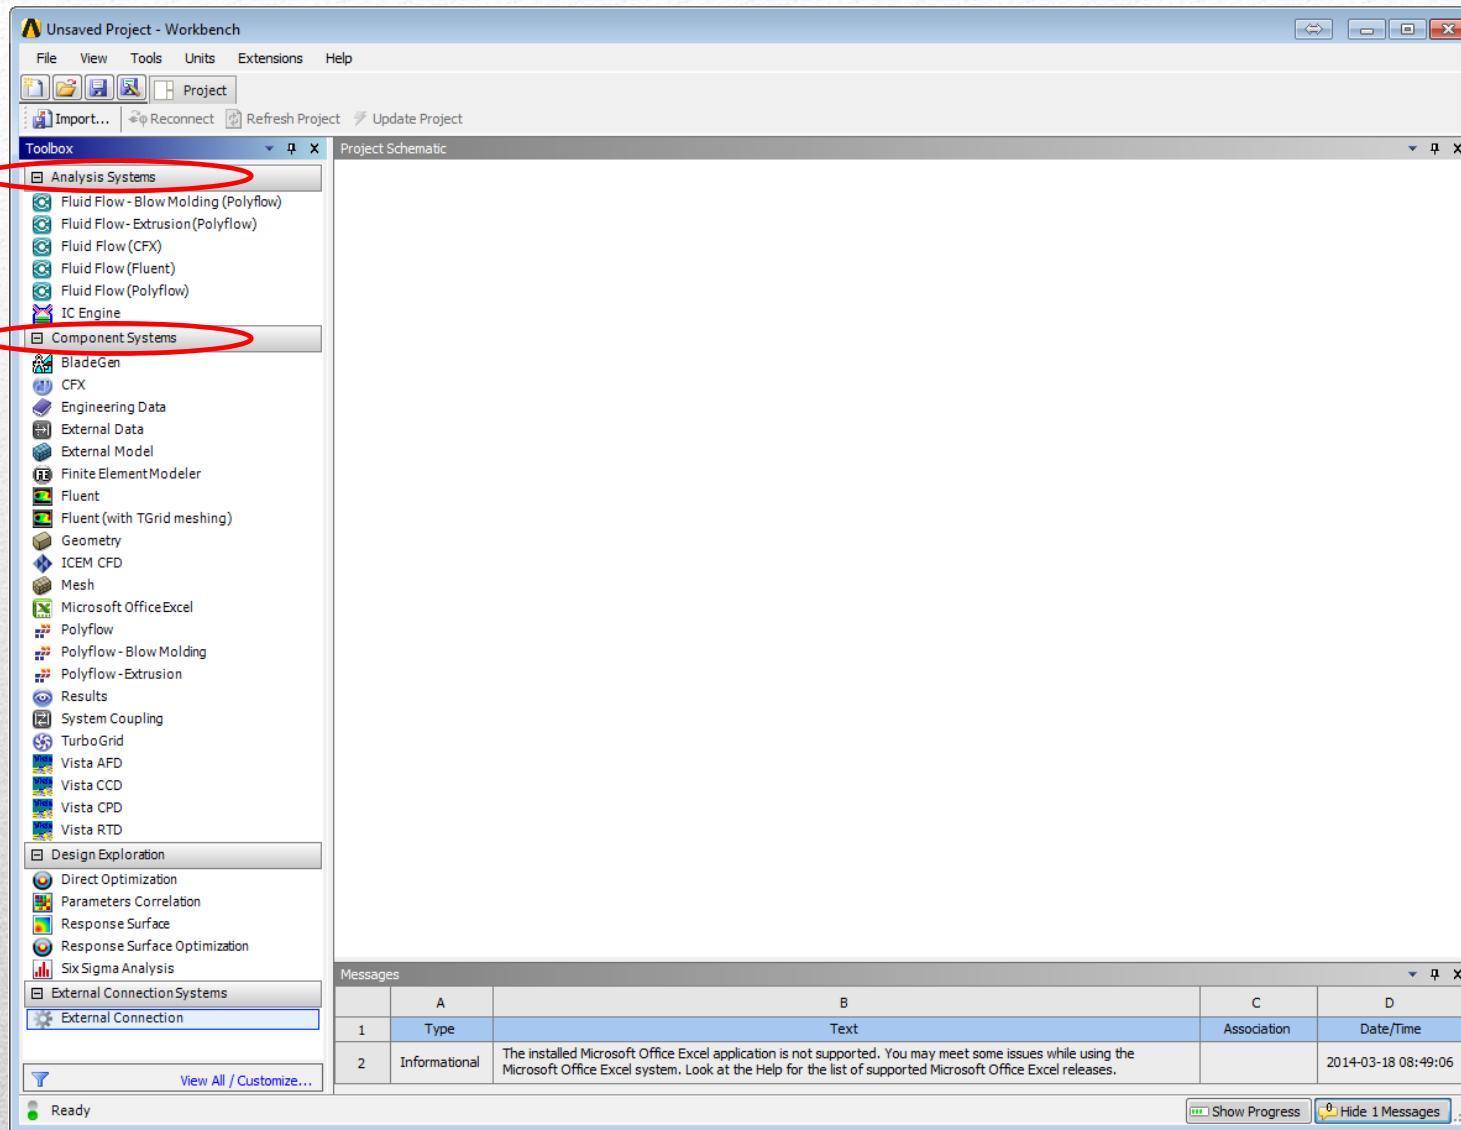 Unsaved Project - Workbench
File View Tools Units Extensions Help
Project
Import... Reconnect Refresh Project Update Project
Toolbox
Project Schematic
Analysis Systems
Fluid Flow - Blow Molding (Polyflow)
Fluid Flow - Extrusion (Polyflow)
Fluid Flow (CFX)
Fluid Flow (Fluent)
Fluid Flow (Polyflow)
IC Engine
Component Systems
BladeGen
CFX
Engineering Data
External Data
External Model
Finite Element Modeler
Fluent
Fluent (with TGrid meshing)
Geometry
ICEM CFD
Mesh
Microsoft Office Excel
Polyflow
Polyflow - Blow Molding
Polyflow - Extrusion
Results
System Coupling
TurboGrid
Vista AFD
Vista CCD
Vista CPD
Vista RTD
Design Exploration
Direct Optimization
Parameters Correlation
Response Surface
Response Surface Optimization
Six Sigma Analysis
External Connection Systems
External Connection
View All / Customize...
Messages
A B C D
1 Type Text Association Date/Time
2 Informational The installed Microsoft Office Excel application is not supported. You may meet some issues while using the
Microsoft Office Excel system. Look at the Help for the list of supported Microsoft Office Excel releases.
2014-03-18 08:49:06
Ready
Show Progress
0 Hide 1 Messages